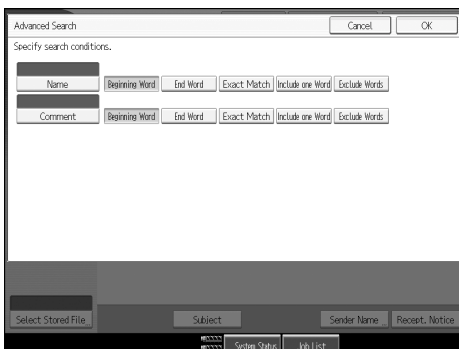 Advanced Search Cancel OK
Specify search conditions.
Name Beginning Word End Word Exact Match Include one Word Exclude Words
Comment Beginning Word End Word Exact Match Include one Word Exclude Words
Select Stored File Subject Sender Name Recept. Notice
System Status Job List